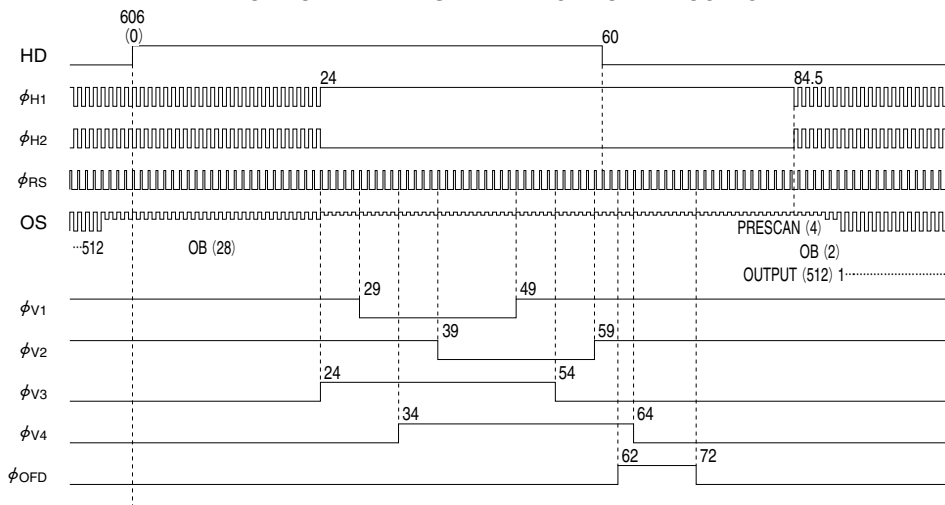 606
(0)
HD
60
24
84.5
ϕH1
ϕH2
ϕRS
OS
···512
OB (28)
PRESCAN (4)
OB (2)
OUTPUT (512) 1
ϕV1
29
49
ϕV2
39
59
ϕV3
24
54
ϕV4
34
64
ϕOFD
62
72